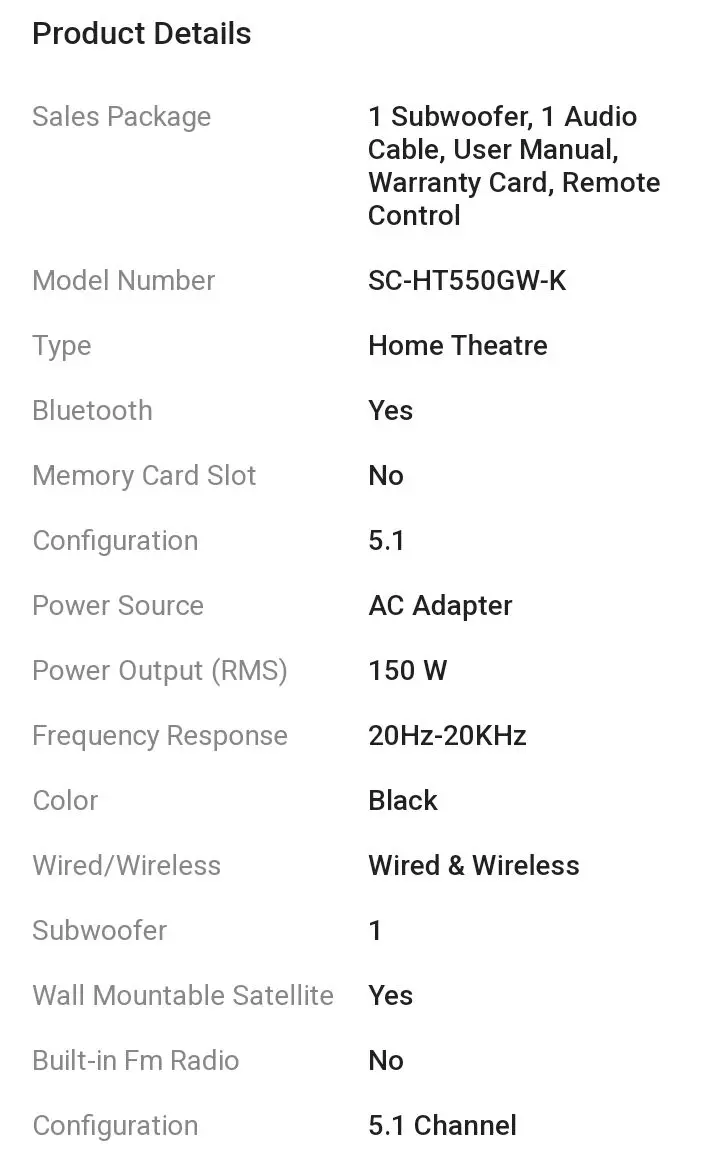 Product Details
Sales Package 1 Subwoofer, 1 Audio
Cable, User Manual,
Warranty Card, Remote
Control
Model Number SC-HT550GW-K
Type Home Theatre
Bluetooth Yes
Memory Card Slot No
Configuration 5.1
Power Source AC Adapter
Power Output (RMS) 150 W
Frequency Response 20Hz-20KHz
Color Black
Wired/Wireless Wired & Wireless
Subwoofer 1
Wall Mountable Satellite Yes
Built-in Fm Radio No
Configuration 5.1 Channel